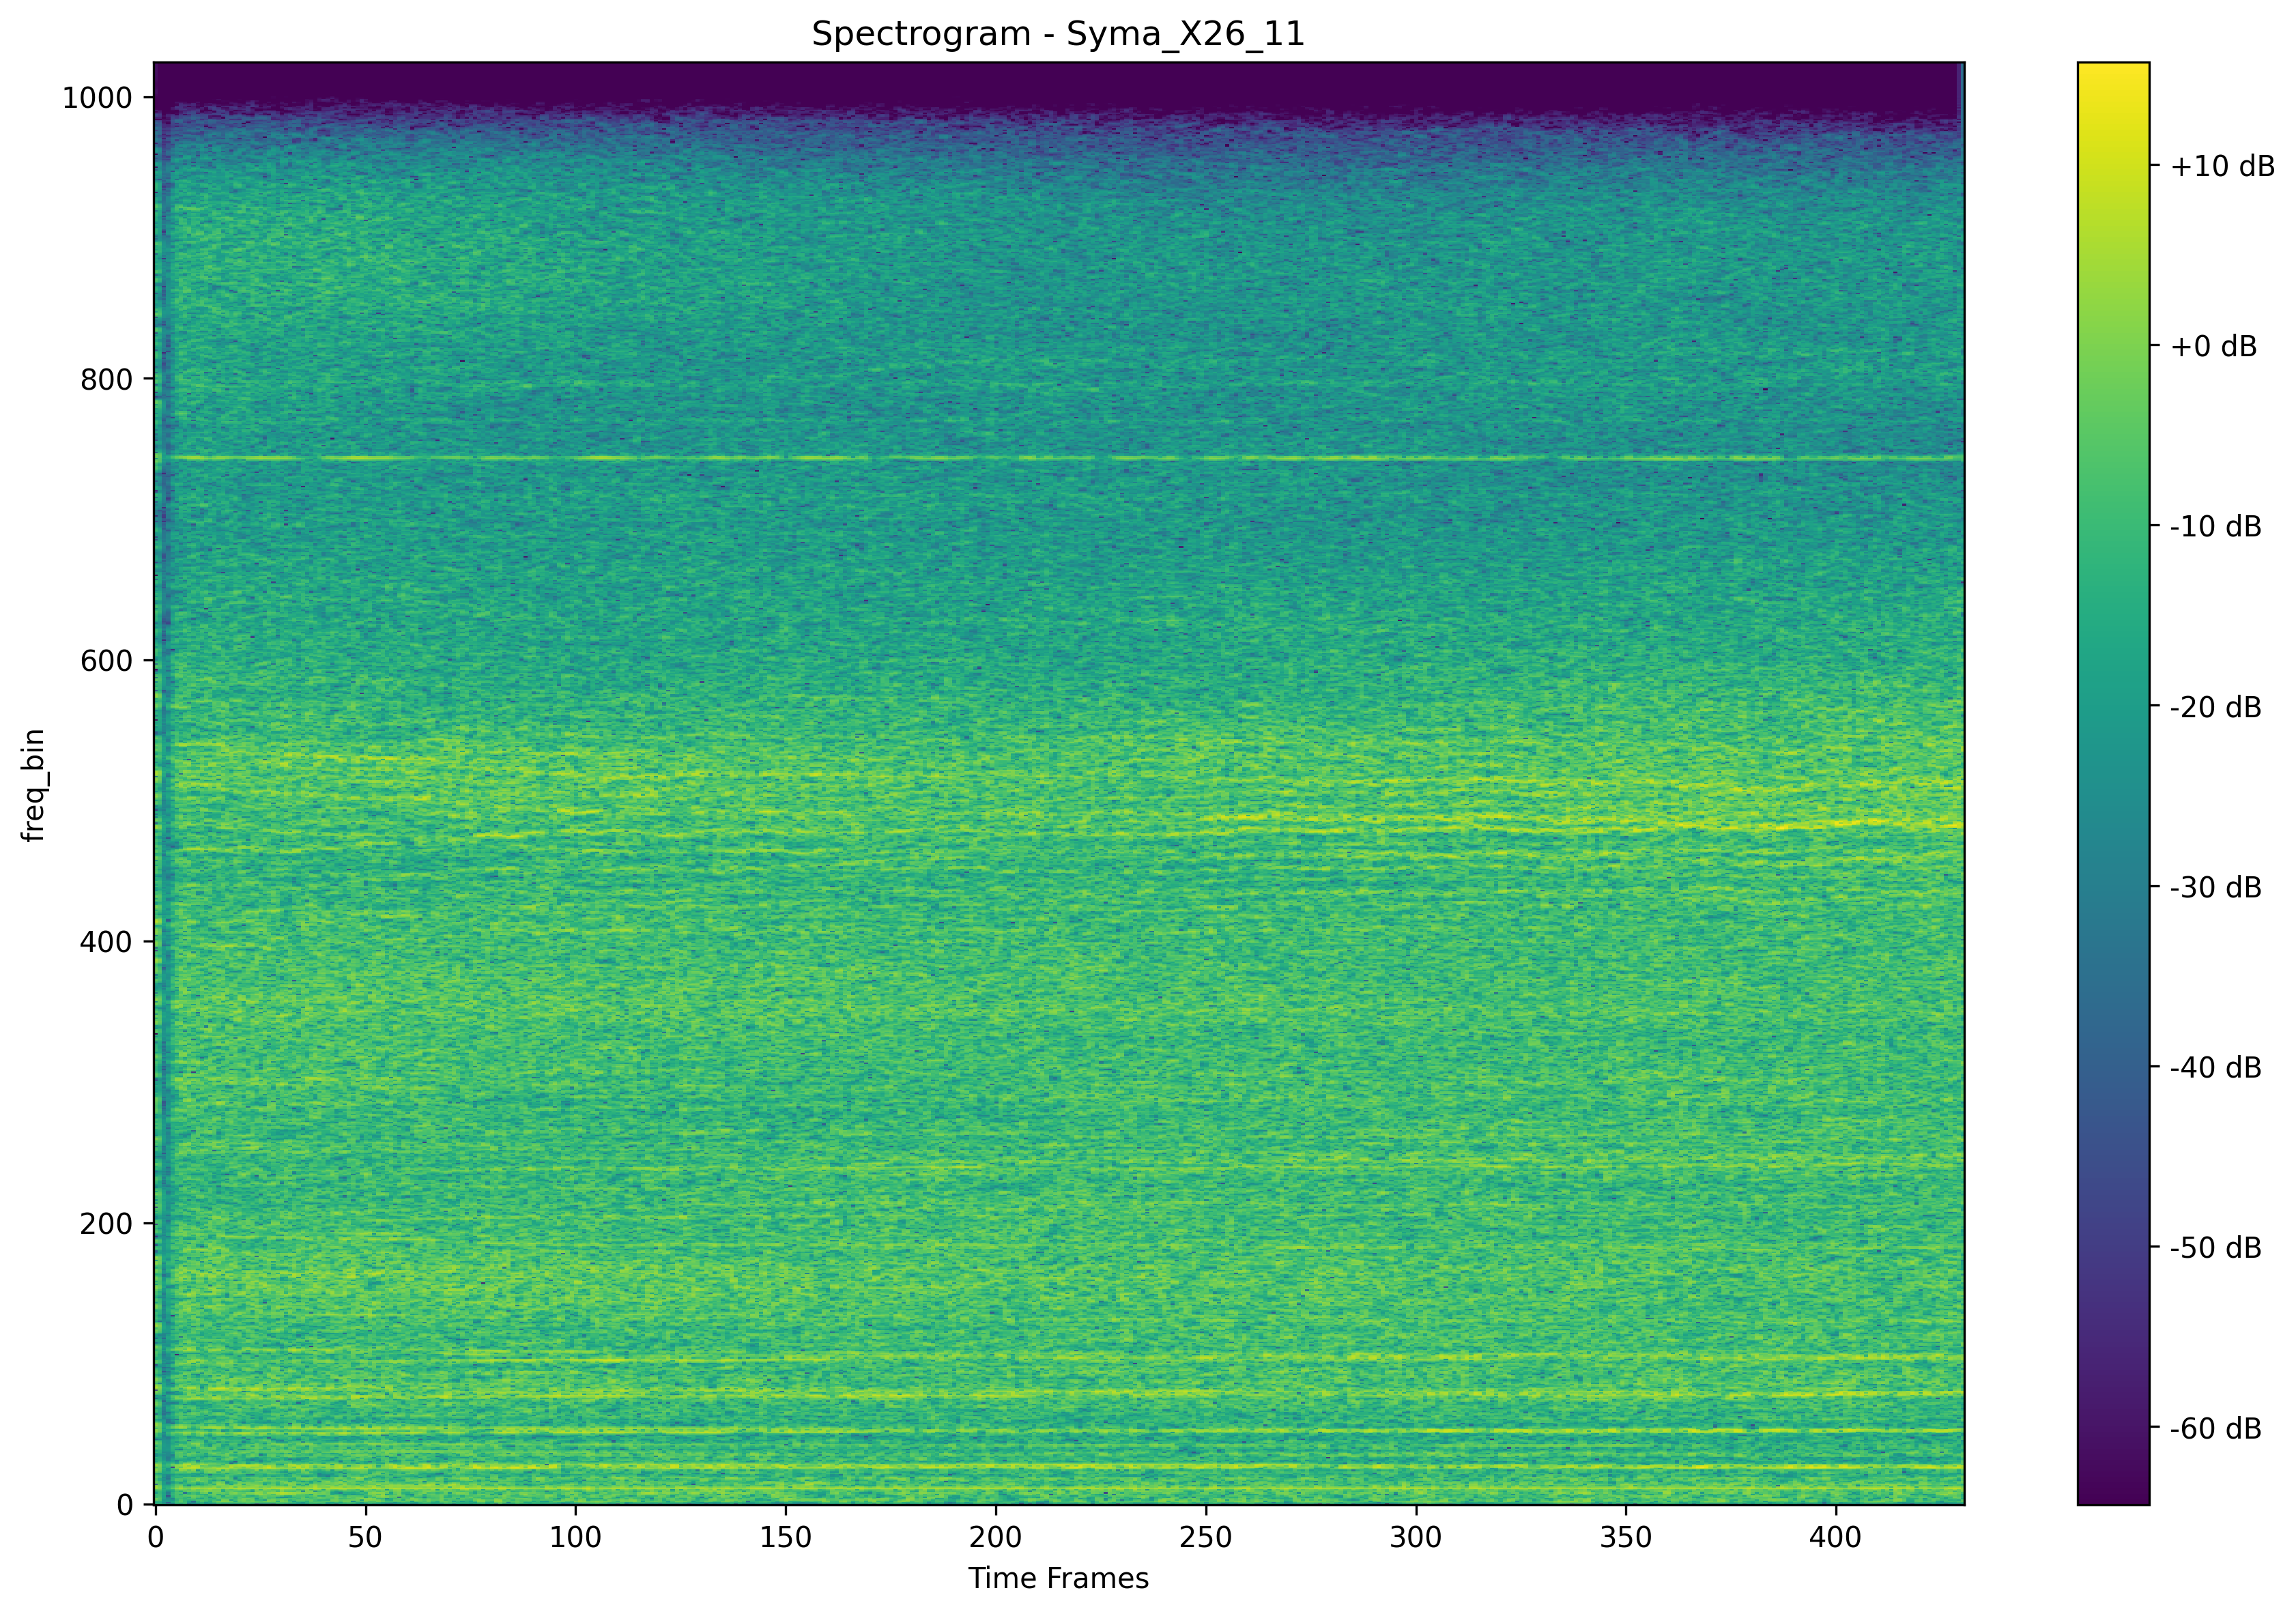 Spectrogram - Syma_X26_11
1000
800
600
400
200
0
freq_bin
0 50 100 150 200 250 300 350 400
Time Frames
+10 dB
+0 dB
-10 dB
-20 dB
-30 dB
-40 dB
-50 dB
-60 dB